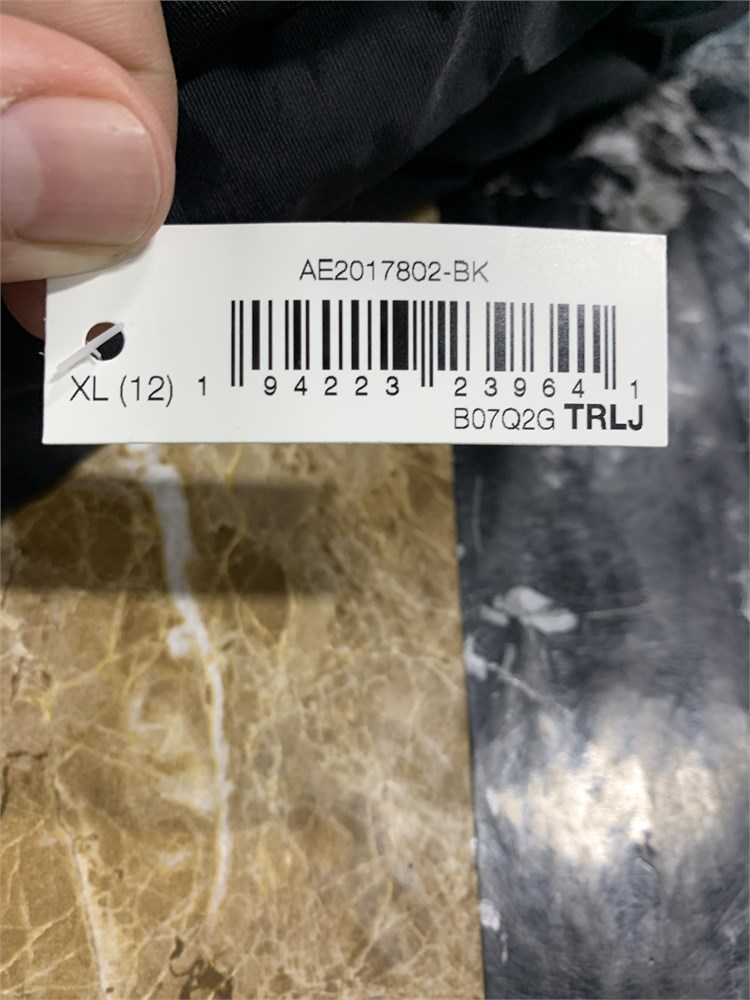 AE2017802-BK
XL (12) 1 94223 23964 1
B07Q2G TRLJ